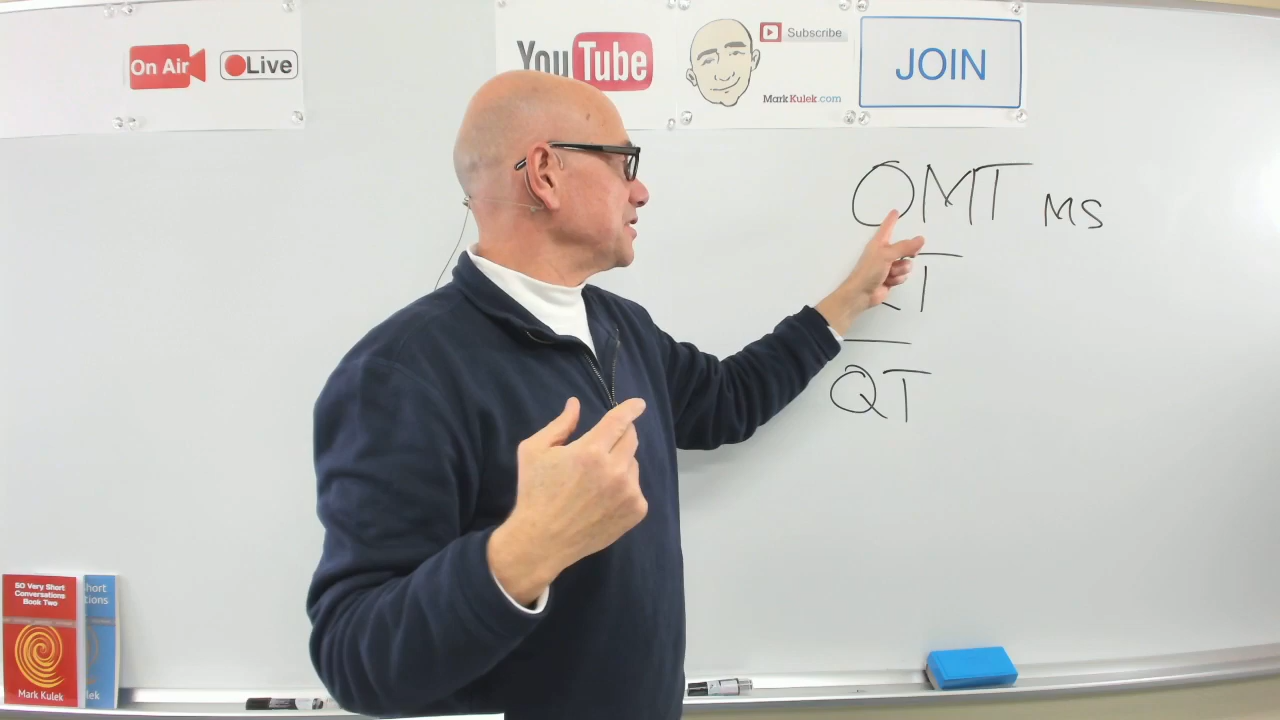 On Air
Live
YouTube
Subscribe
MarkKulek.com
JOIN
OMT MS
T
QT
50 Very Short
Conversations
Book Two
Mark Kulek